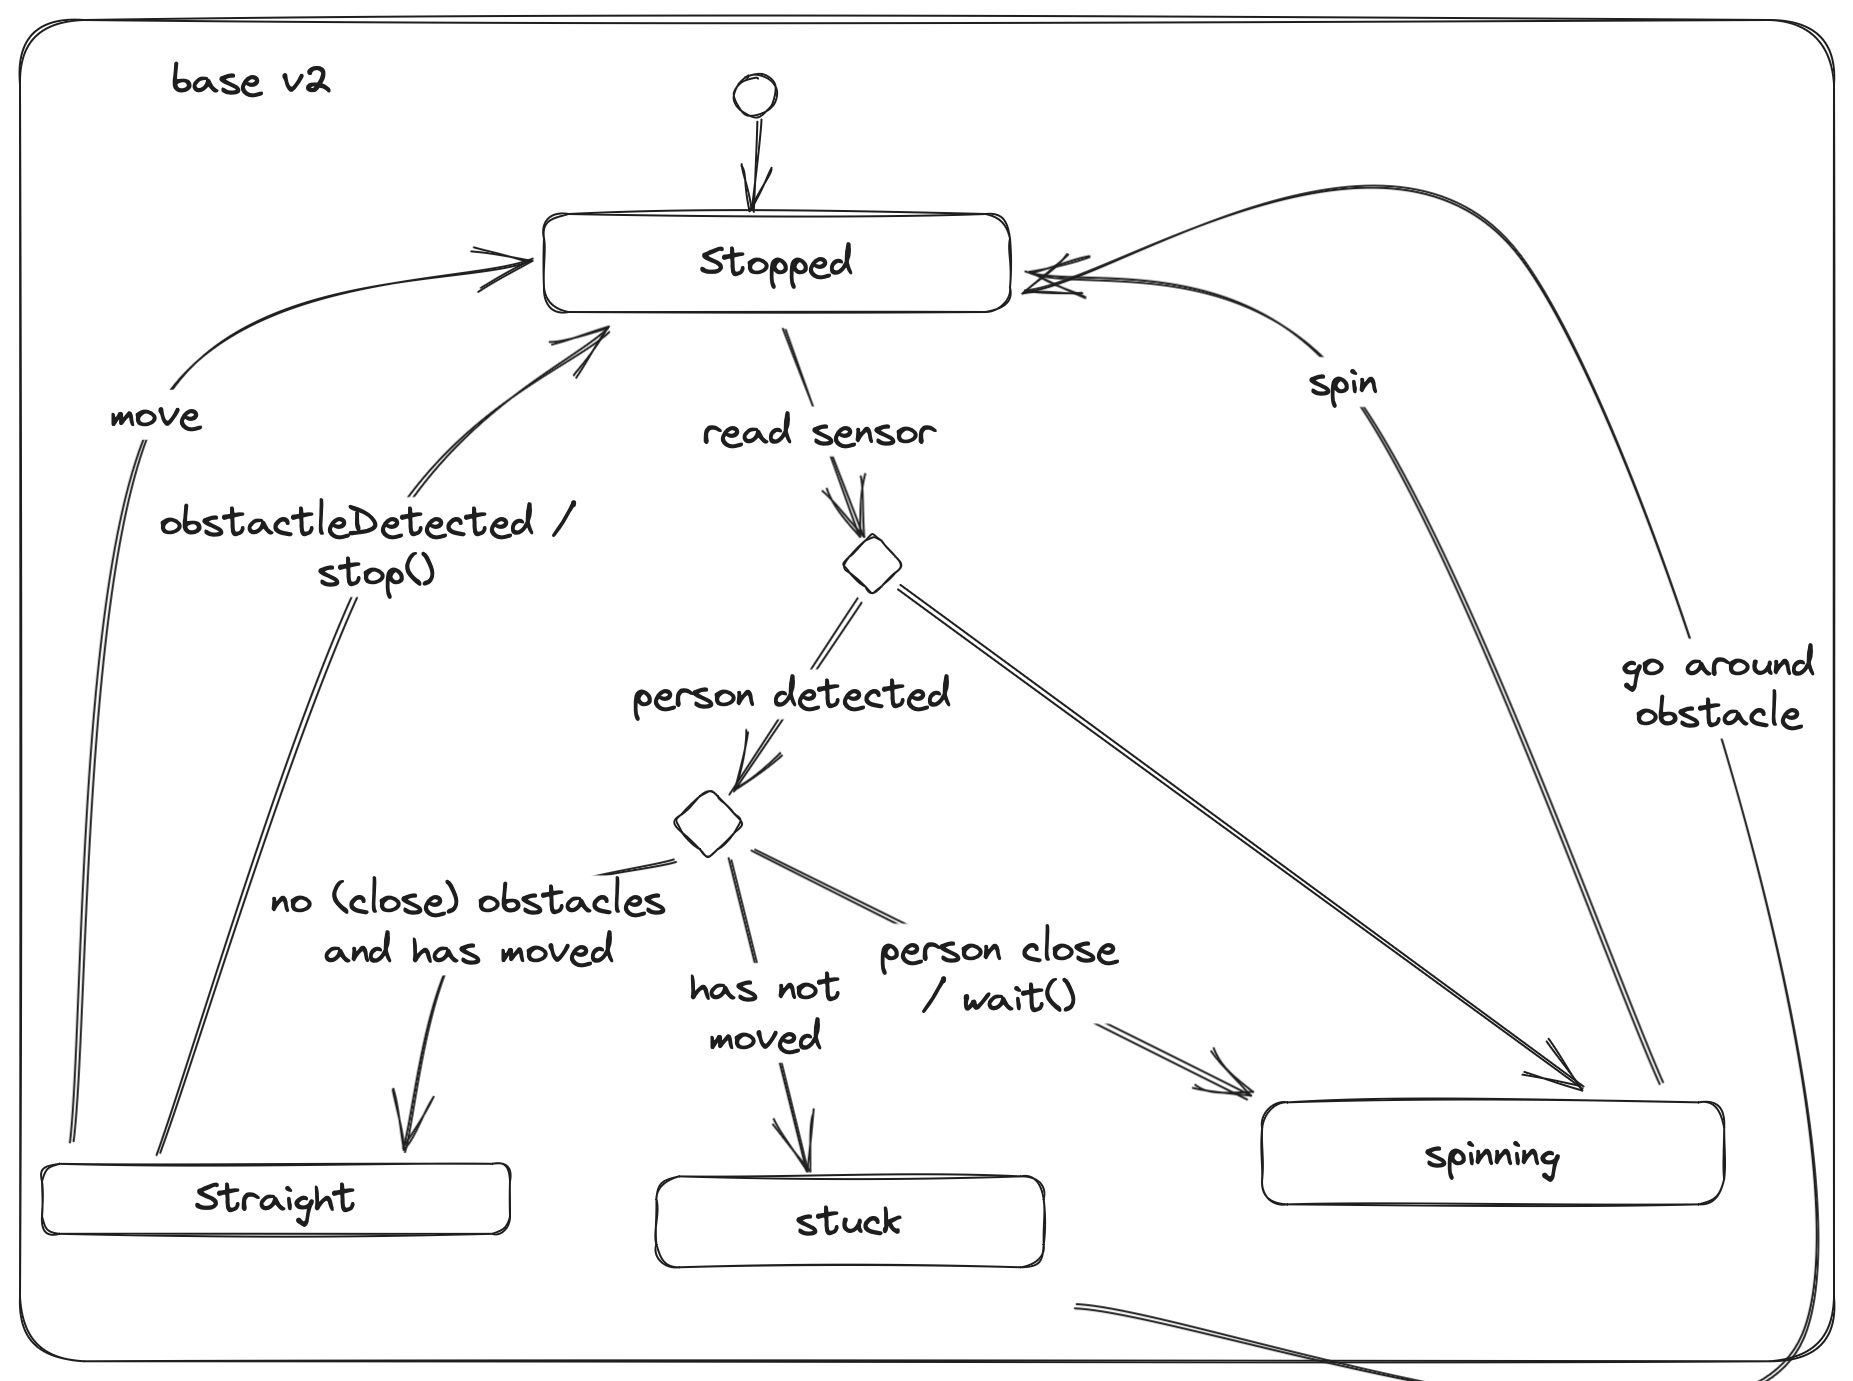 base v2
Stopped
move
spin
read sensor
obstactleDetected /
stop()
go around
obstacle
person detected
no (close) obstacles
and has moved
has not
moved
person close
/ wait()
Straight
stuck
spinning